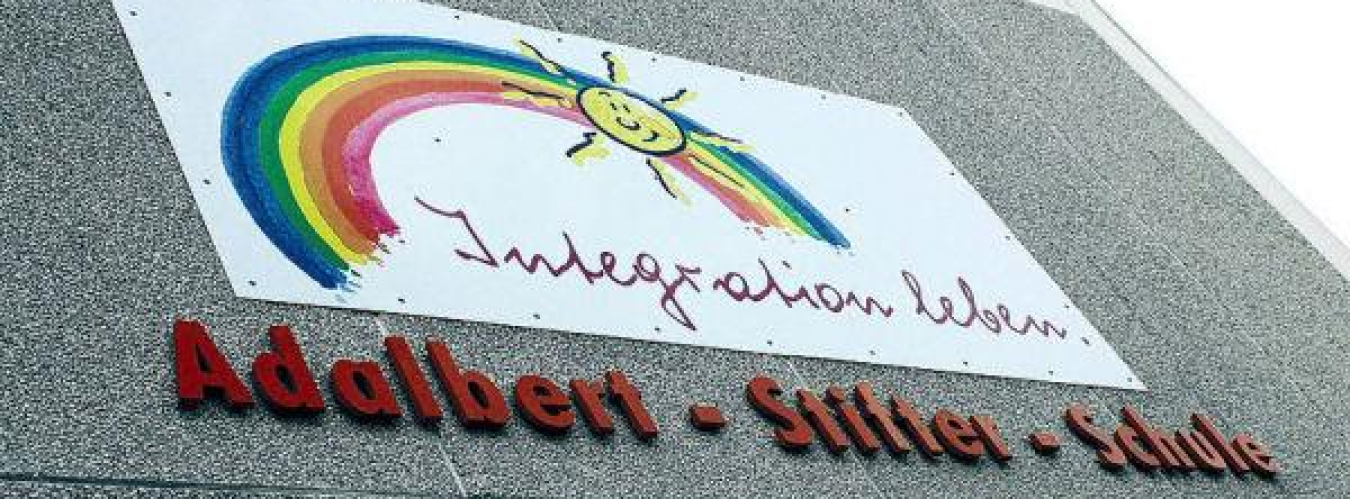 Integration leben
Adalbert - Stifter - Schule